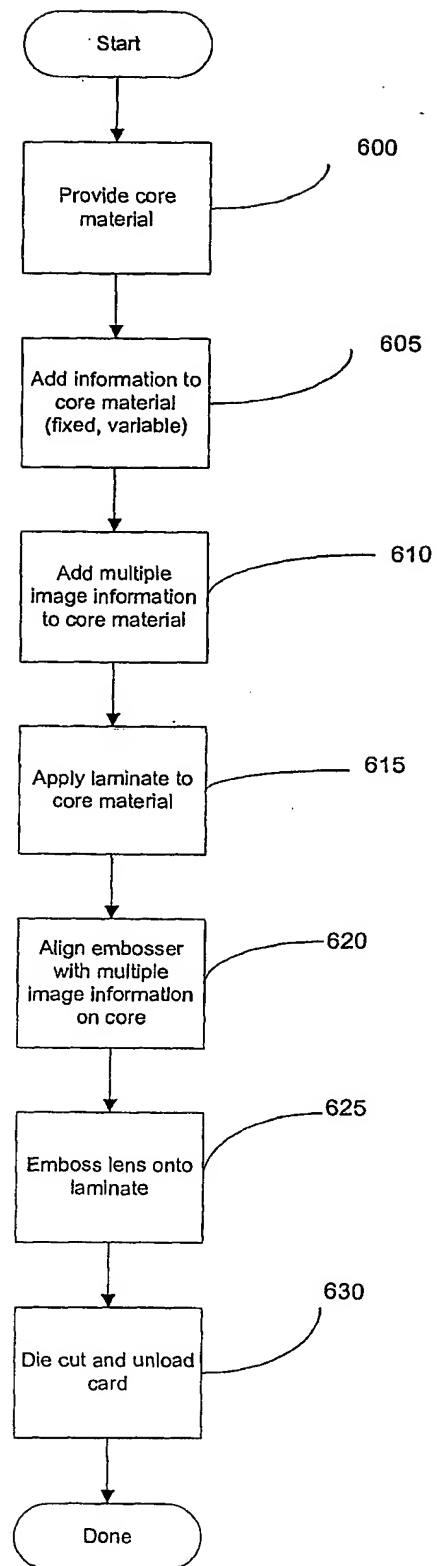 Start
600
Provide core
material
605
Add information to
core material
(fixed, variable)
610
Add multiple
image information
to core material
615
Apply laminate to
core material
620
Align embosser
with multiple
image information
on core
625
Emboss lens onto
laminate
630
Die cut and unload
card
Done